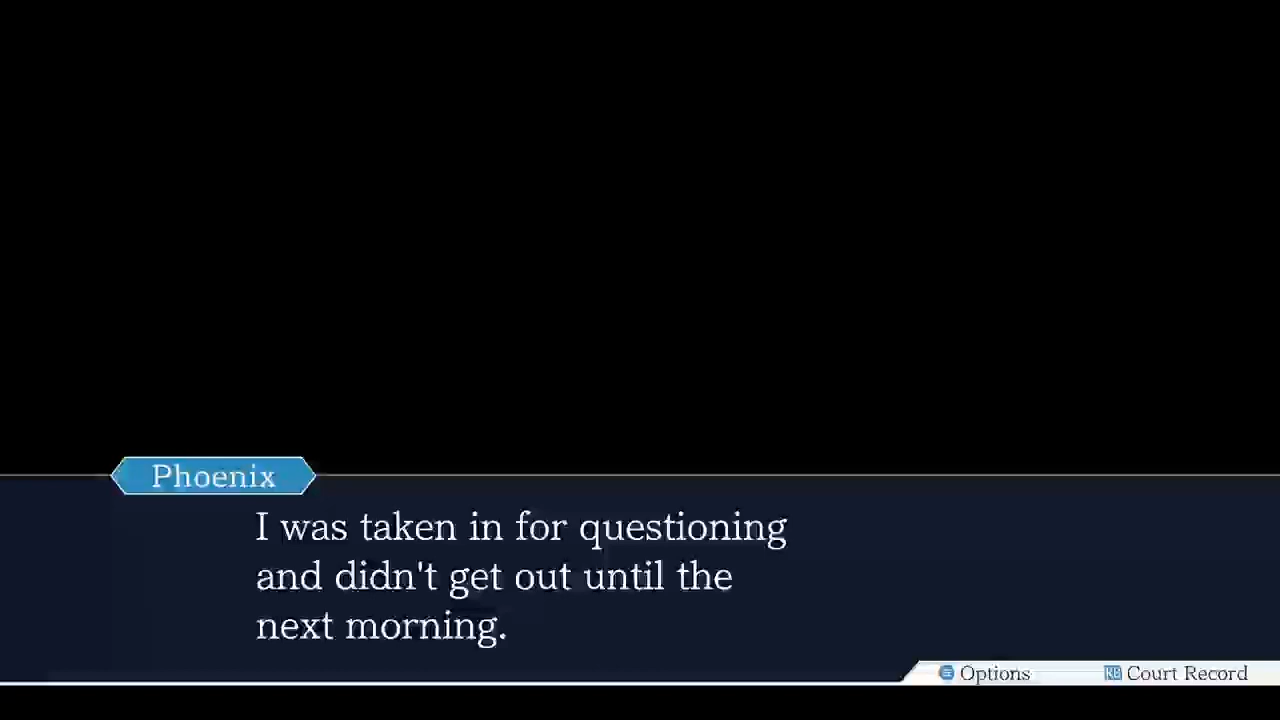 Phoenix
I was taken in for questioning
and didn't get out until the
next morning.
Options
Court Record